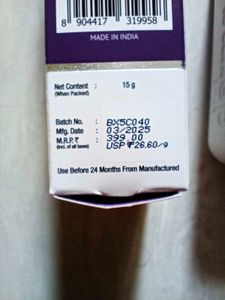 8 904417 319958
MADE IN INDIA
Net Content : 15 g
(When Packed)
Batch No. : BX5C040
Mfg. Date : 03/2025
M.R.P. ₹ : 399.00
(Incl. of all taxes) USP ₹26.60/g
Use Before 24 Months From Manufactured